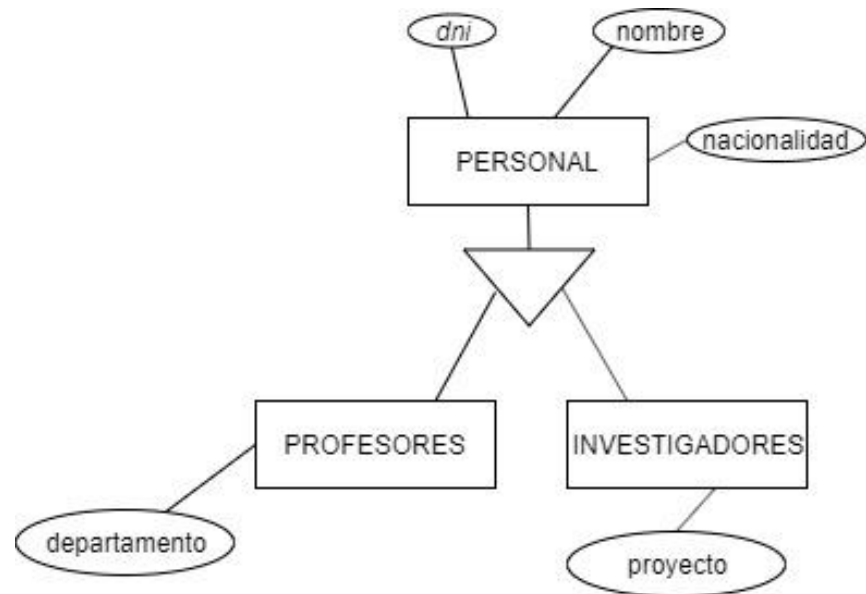 dni
nombre
nacionalidad
PERSONAL
PROFESORES
INVESTIGADORES
departamento
proyecto